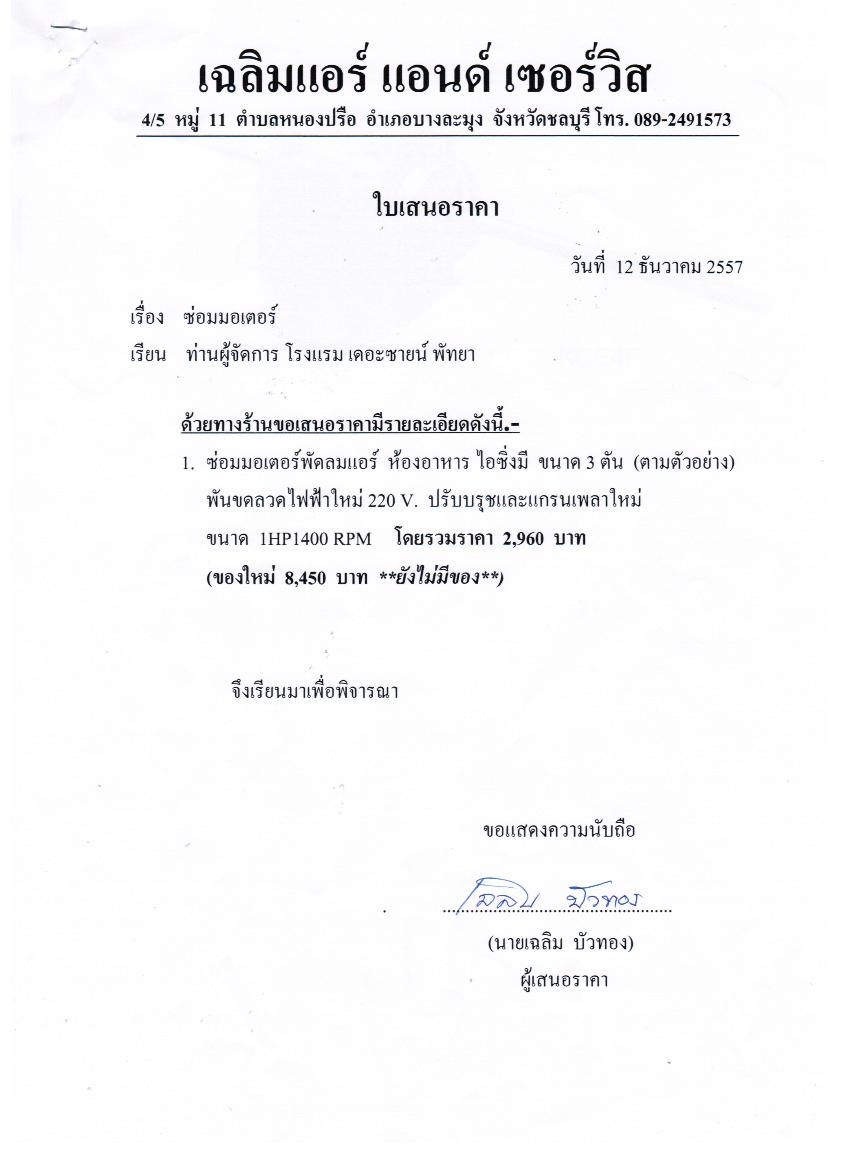 เฉลิมแอร์ แอนด์ เซอร์วิส
4/5 หมู่ 11 ตำบลหนองปรือ อำเภอบางละมุง จังหวัดชลบุรี โทร. 089-2491573
ใบเสนอราคา
วันที่ 12 ธันวาคม 2557
เรื่อง ซ่อมมอเตอร์
เรียน ท่านผู้จัดการ โรงแรม เดอะซายน์ พัทยา
ด้วยทางร้านขอเสนอราคามีรายละเอียดดังนี้.-
1. ซ่อมมอเตอร์พัดลมแอร์ ห้องอาหาร ไอซิ่งมี ขนาด 3 ตัน (ตามตัวอย่าง)
พันขดลวดไฟฟ้าใหม่ 220 V. ปรับบรุชและแกรนเพลาใหม่
ขนาด 1HP1400 RPM โดยรวมราคา 2,960 บาท
(ของใหม่ 8,450 บาท **ยังไม่มีของ**)
จึงเรียนมาเพื่อพิจารณา
ขอแสดงความนับถือ
เฉลิม บัวทอง
(นายเฉลิม บัวทอง)
ผู้เสนอราคา